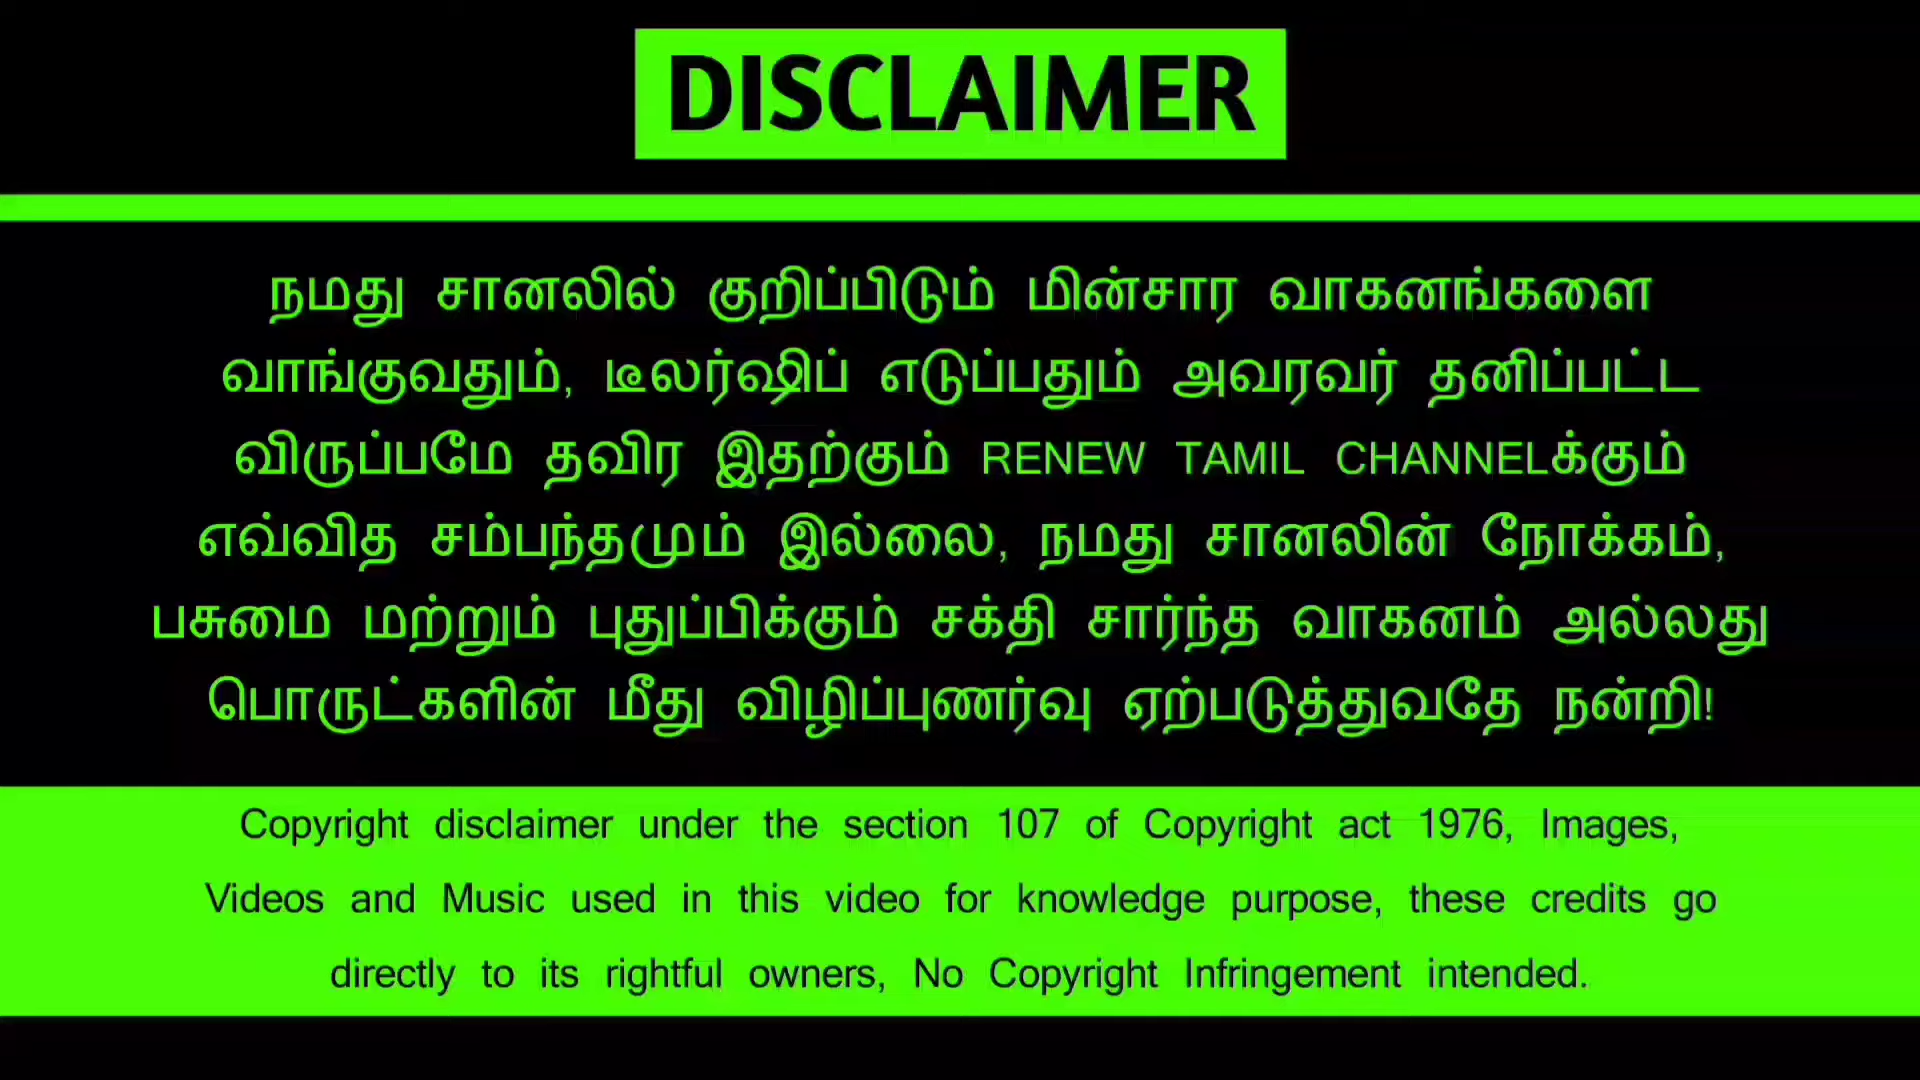 DISCLAIMER
நமது சானலில் குறிப்பிடும் மின்சார வாகனங்களை
வாங்குவதும், டீலர்ஷிப் எடுப்பதும் அவரவர் தனிப்பட்ட
விருப்பமே தவிர இதற்கும் RENEW TAMIL CHANNELக்கும்
எவ்வித சம்பந்தமும் இல்லை, நமது சானலின் நோக்கம்,
பசுமை மற்றும் புதுப்பிக்கும் சக்தி சார்ந்த வாகனம் அல்லது
பொருட்களின் மீது விழிப்புணர்வு ஏற்படுத்துவதே நன்றி!
Copyright disclaimer under the section 107 of Copyright act 1976, Images,
Videos and Music used in this video for knowledge purpose, these credits go
directly to its rightful owners, No Copyright Infringement intended.